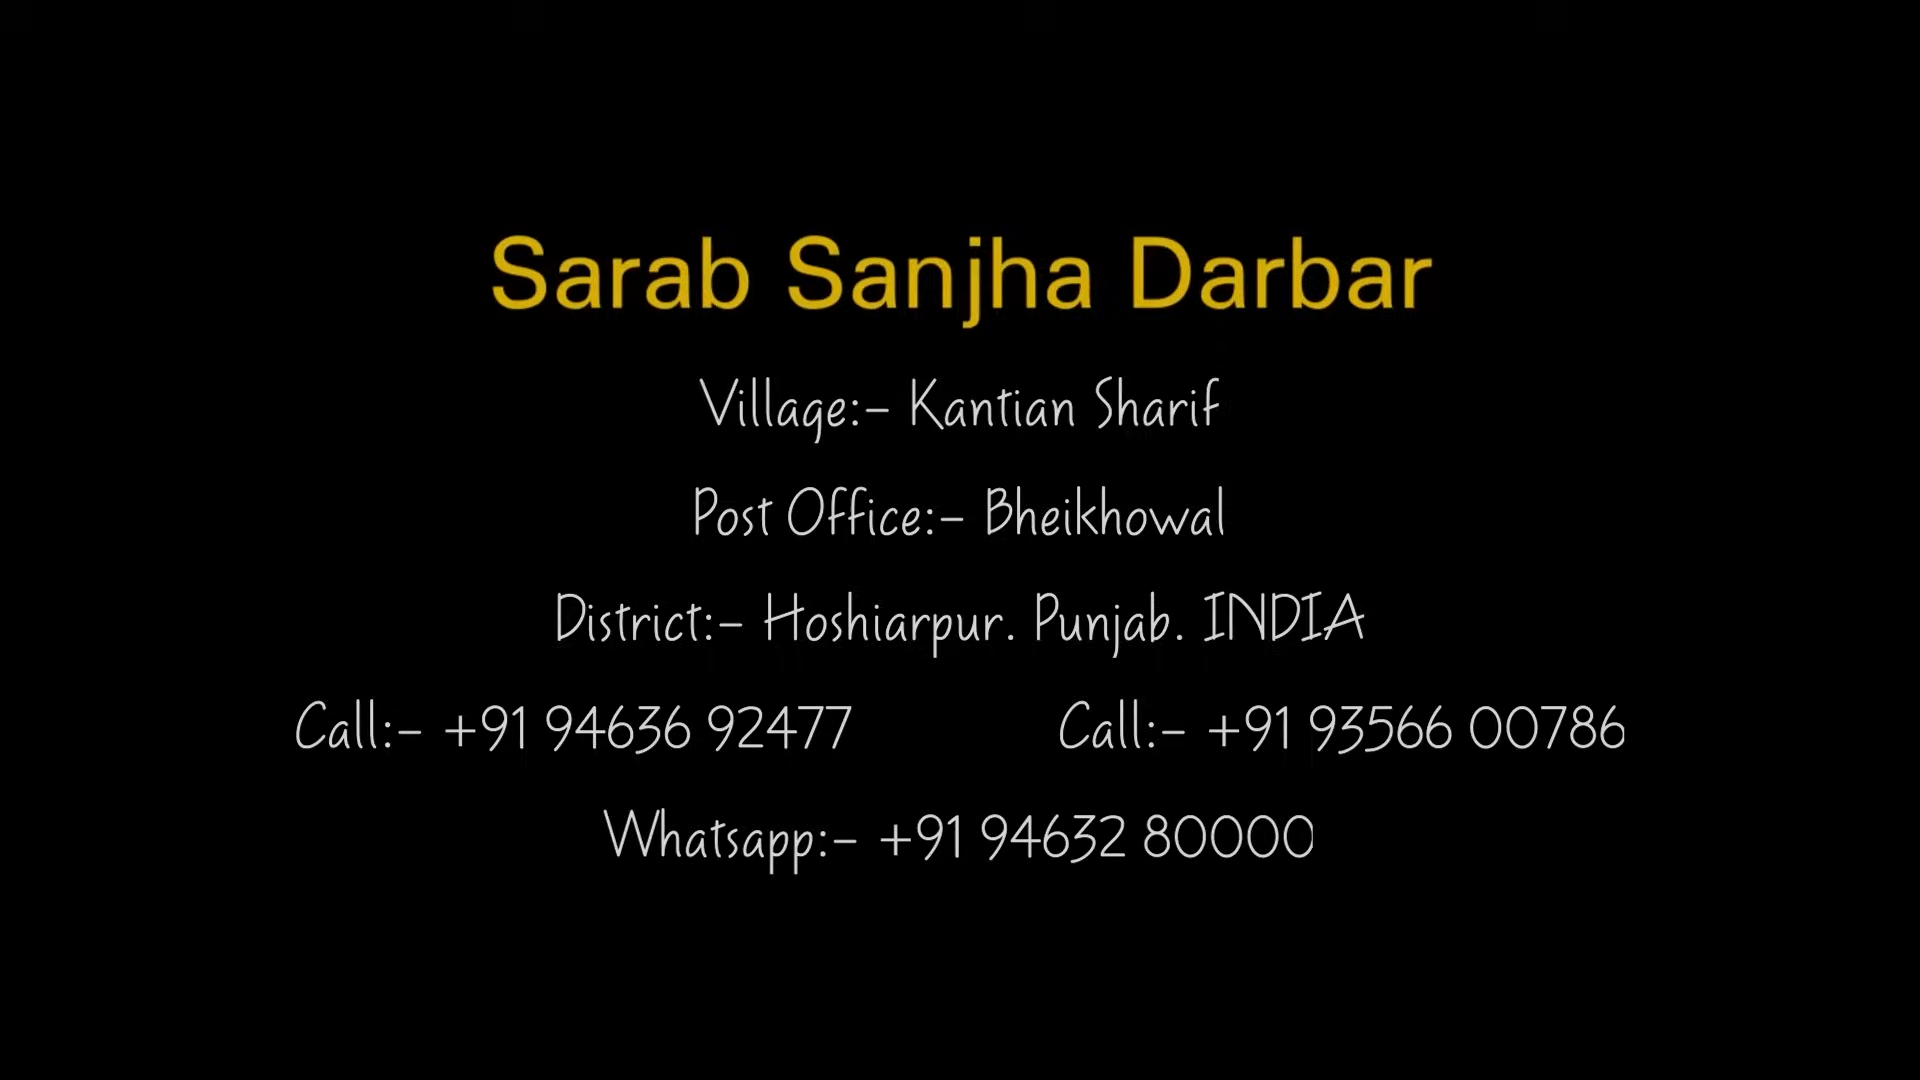 Sarab Sanjha Darbar
Village:- Kantian Sharif
Post Office:- Bheikhowal
District:- Hoshiarpur. Punjab. INDIA
Call:- +91 94636 92477 Call:- +91 93566 00786
Whatsapp:- +91 94632 80000